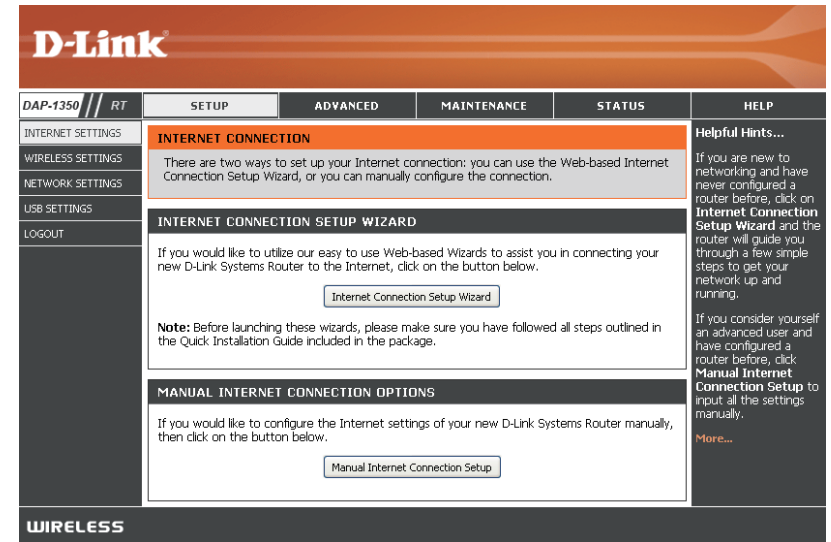 D-Link
DAP-1350 // RT
SETUP
ADVANCED
MAINTENANCE
STATUS
HELP
INTERNET SETTINGS
WIRELESS SETTINGS
NETWORK SETTINGS
USB SETTINGS
LOGOUT
INTERNET CONNECTION
There are two ways to set up your Internet connection: you can use the Web-based Internet
Connection Setup Wizard, or you can manually configure the connection.
INTERNET CONNECTION SETUP WIZARD
If you would like to utilize our easy to use Web-based Wizards to assist you in connecting your
new D-Link Systems Router to the Internet, click on the button below.
Internet Connection Setup Wizard
Note: Before launching these wizards, please make sure you have followed all steps outlined in
the Quick Installation Guide included in the package.
MANUAL INTERNET CONNECTION OPTIONS
If you would like to configure the Internet settings of your new D-Link Systems Router manually,
then click on the button below.
Manual Internet Connection Setup
Helpful Hints...
If you are new to
networking and have
never configured a
router before, click on
Internet Connection
Setup Wizard and the
router will guide you
through a few simple
steps to get your
network up and
running.
If you consider yourself
an advanced user and
have configured a
router before, click
Manual Internet
Connection Setup to
input all the settings
manually.
More...
WIRELESS